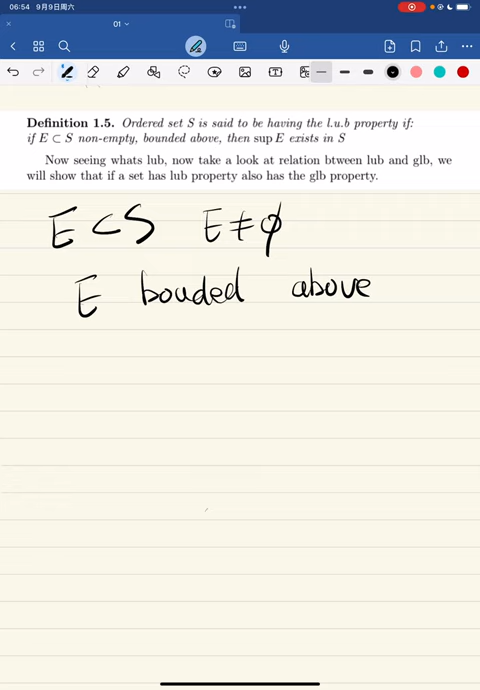 06:54 9月9日周六
01
Definition 1.5. Ordered set S is said to be having the l.u.b property if:
if E ⊂ S non-empty, bounded above, then sup E exists in S
Now seeing whats lub, now take a look at relation btween lub and glb, we
will show that if a set has lub property also has the glb property.
E ⊂ S E ≠ ϕ
E bouded above